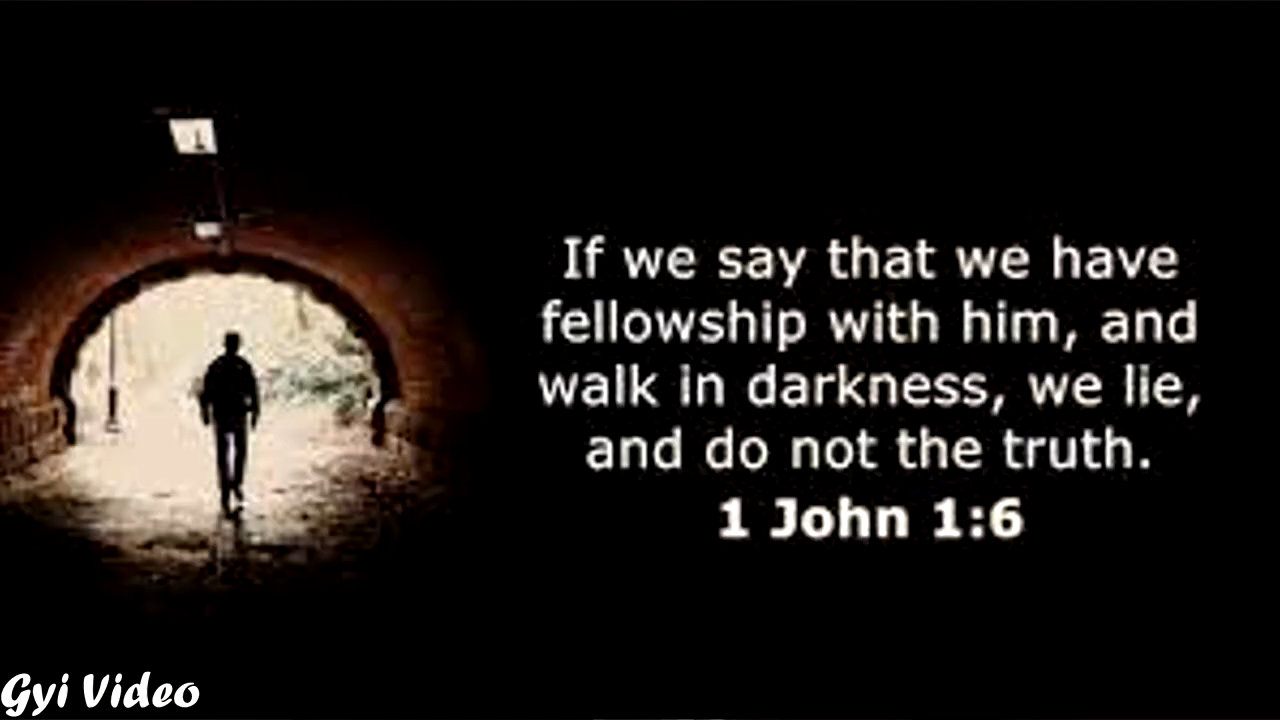 If we say that we have
fellowship with him, and
walk in darkness, we lie,
and do not the truth.
1 John 1:6
Gyi Video